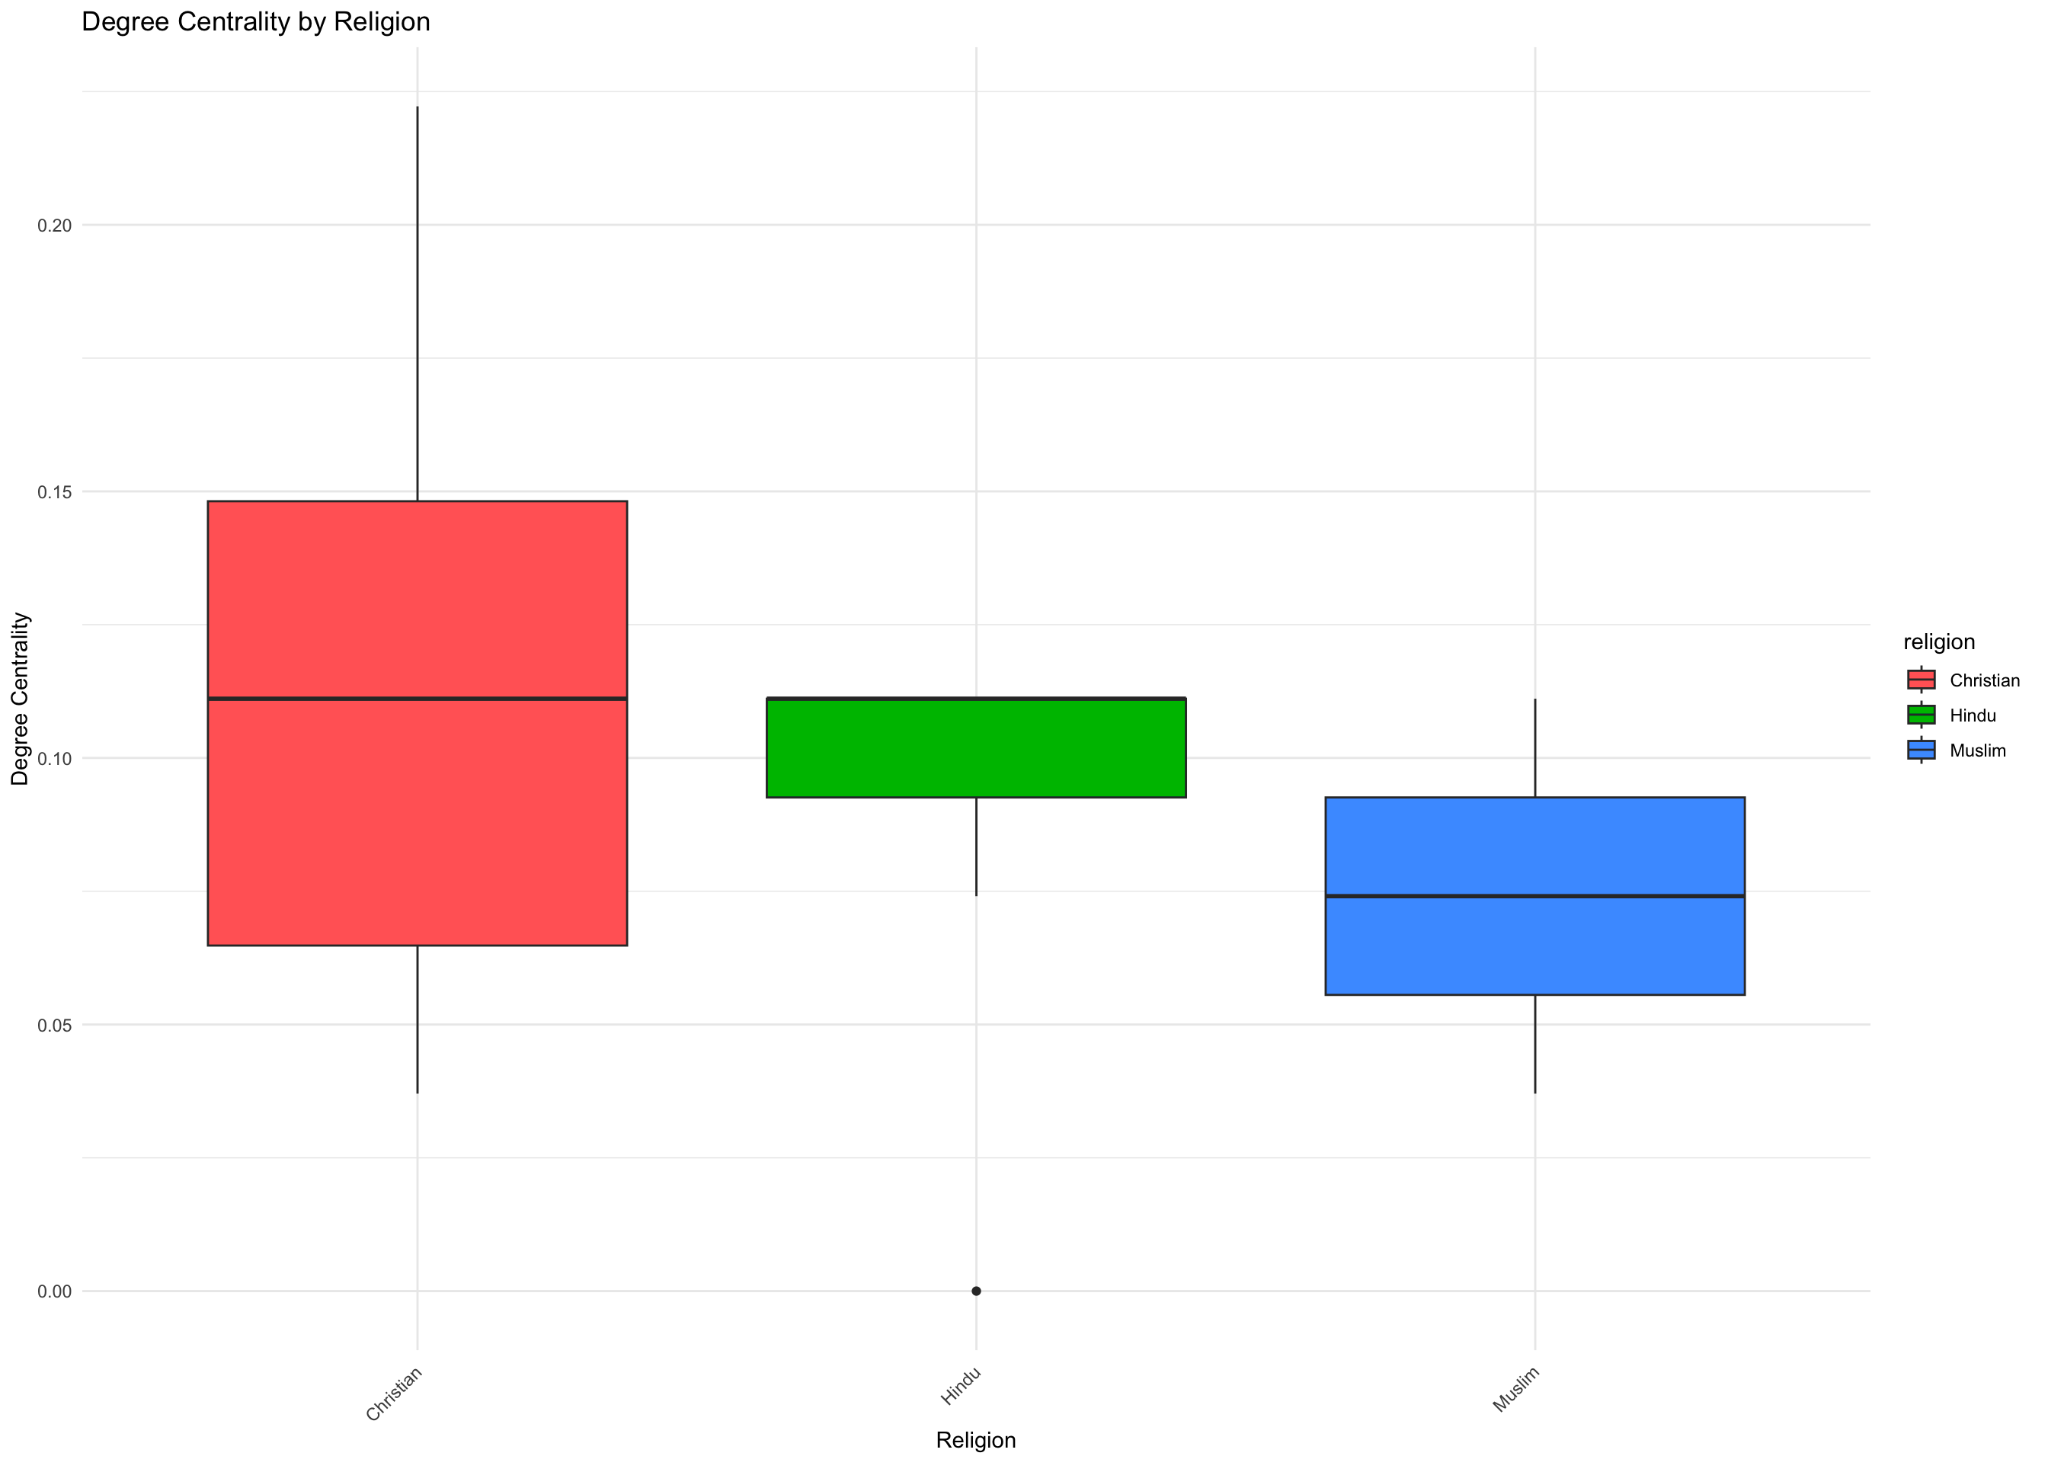 Degree Centrality by Religion
Degree Centrality
0.20
0.15
0.10
0.05
0.00
Christian
Hindu
Muslim
Religion
religion
Christian
Hindu
Muslim